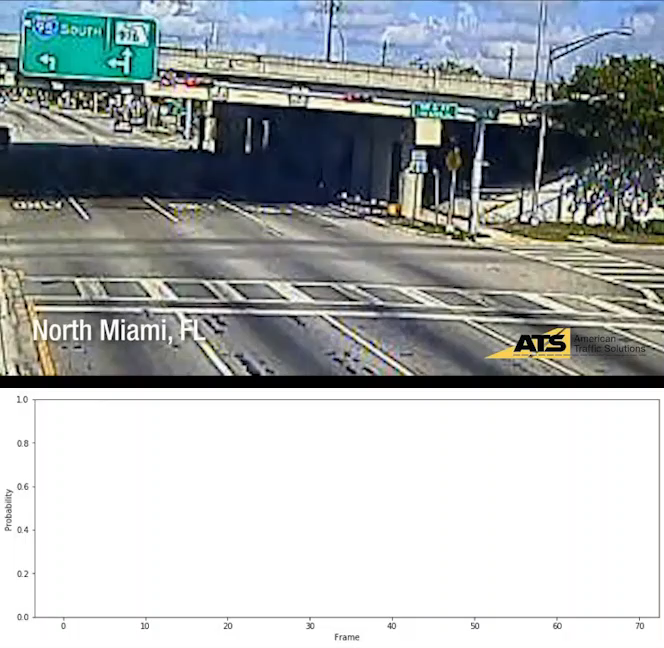 95 SOUTH
North Miami, FL
ATS American
Traffic Solutions
ONLY
1.0
0.8
0.6
0.4
0.2
0.0
Probability
0 10 20 30 40 50 60 70
Frame